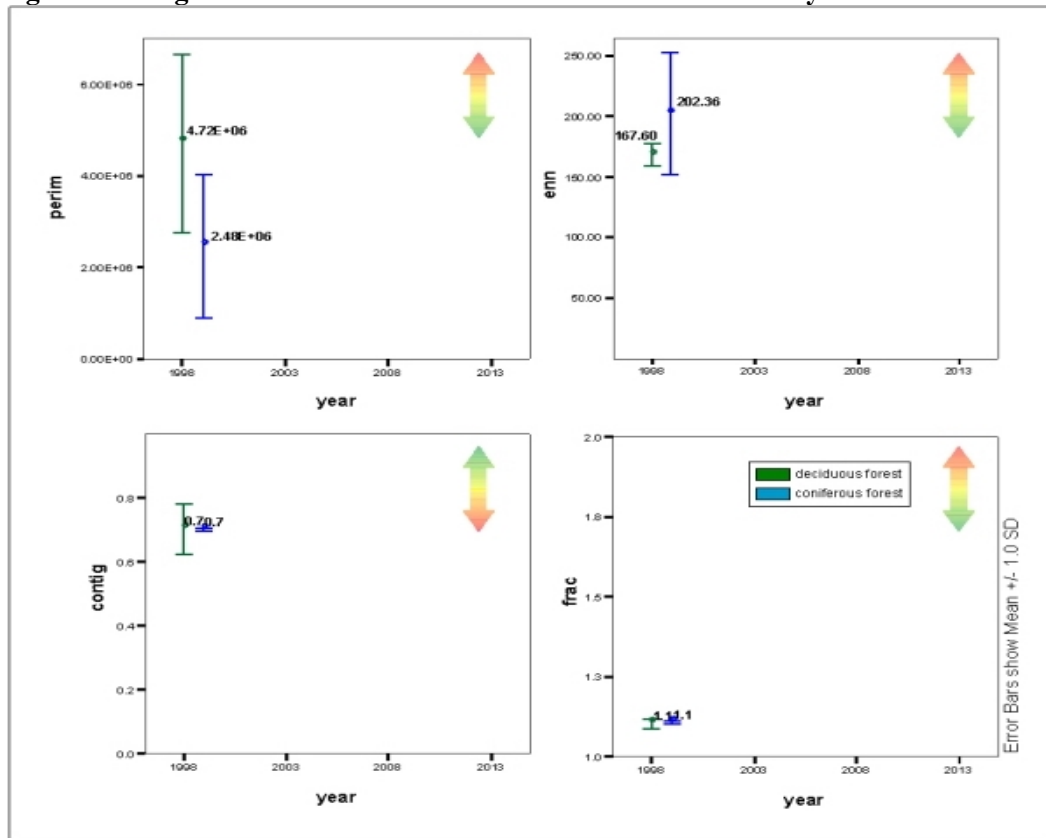 6.00E+06
4.00E+06
2.00E+06
0.00E+00
perim
4.72E+06
2.48E+06
1998 2003 2008 2013
year
250.00
200.00
150.00
100.00
50.00
enn
167.60
202.36
1998 2003 2008 2013
year
0.8
0.6
0.4
0.2
0.0
contig
0.7 0.7
1998 2003 2008 2013
year
2.0
1.8
1.5
1.3
1.0
frac
deciduous forest
coniferous forest
1.1 1.1
1998 2003 2008 2013
year
Error Bars show Mean +/- 1.0 SD